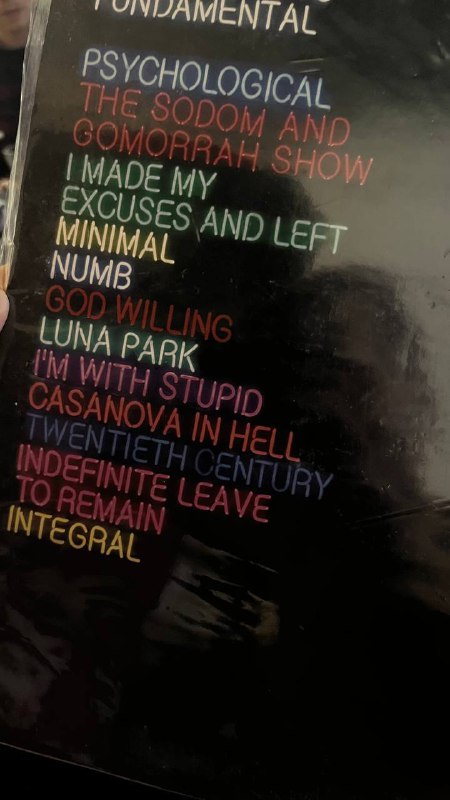 FUNDAMENTAL
PSYCHOLOGICAL
THE SODOM AND
GOMORRAH SHOW
I MADE MY
EXCUSES AND LEFT
MINIMAL
NUMB
GOD WILLING
LUNA PARK
I'M WITH STUPID
CASANOVA IN HELL
TWENTIETH CENTURY
INDEFINITE LEAVE
TO REMAIN
INTEGRAL